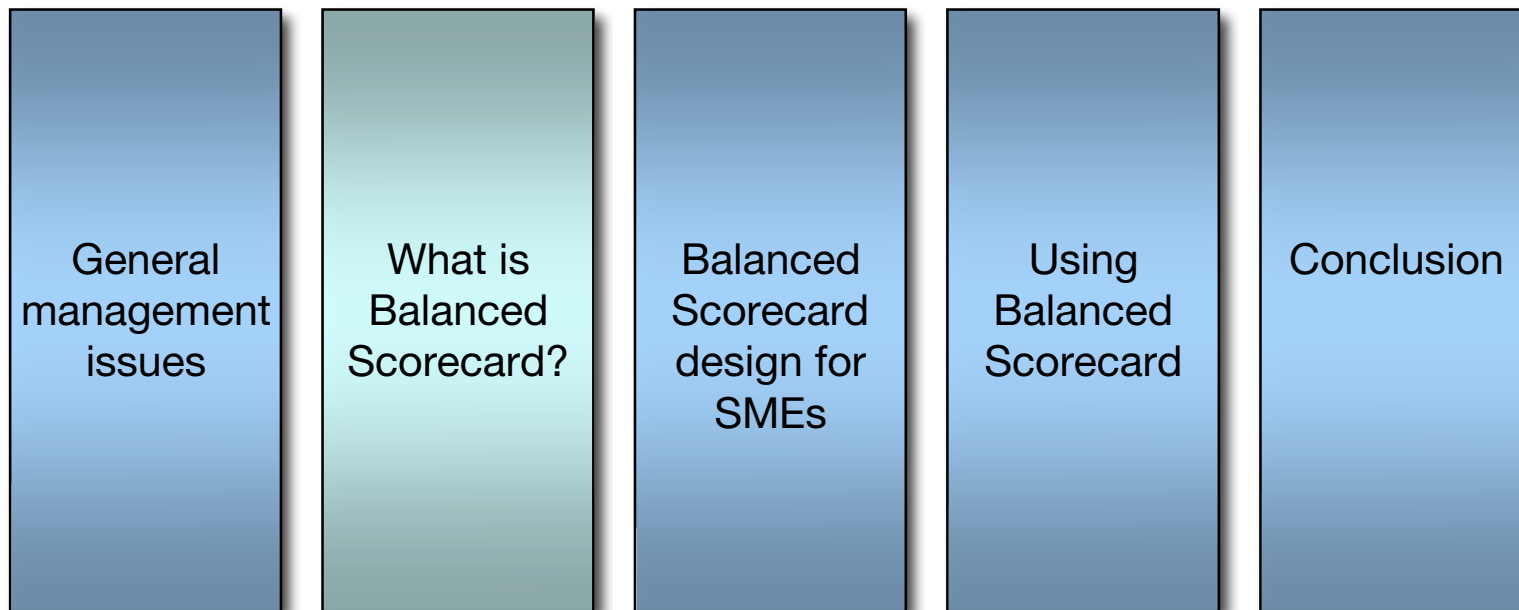 General
management
issues
What is
Balanced
Scorecard?
Balanced
Scorecard
design for
SMEs
Using
Balanced
Scorecard
Conclusion